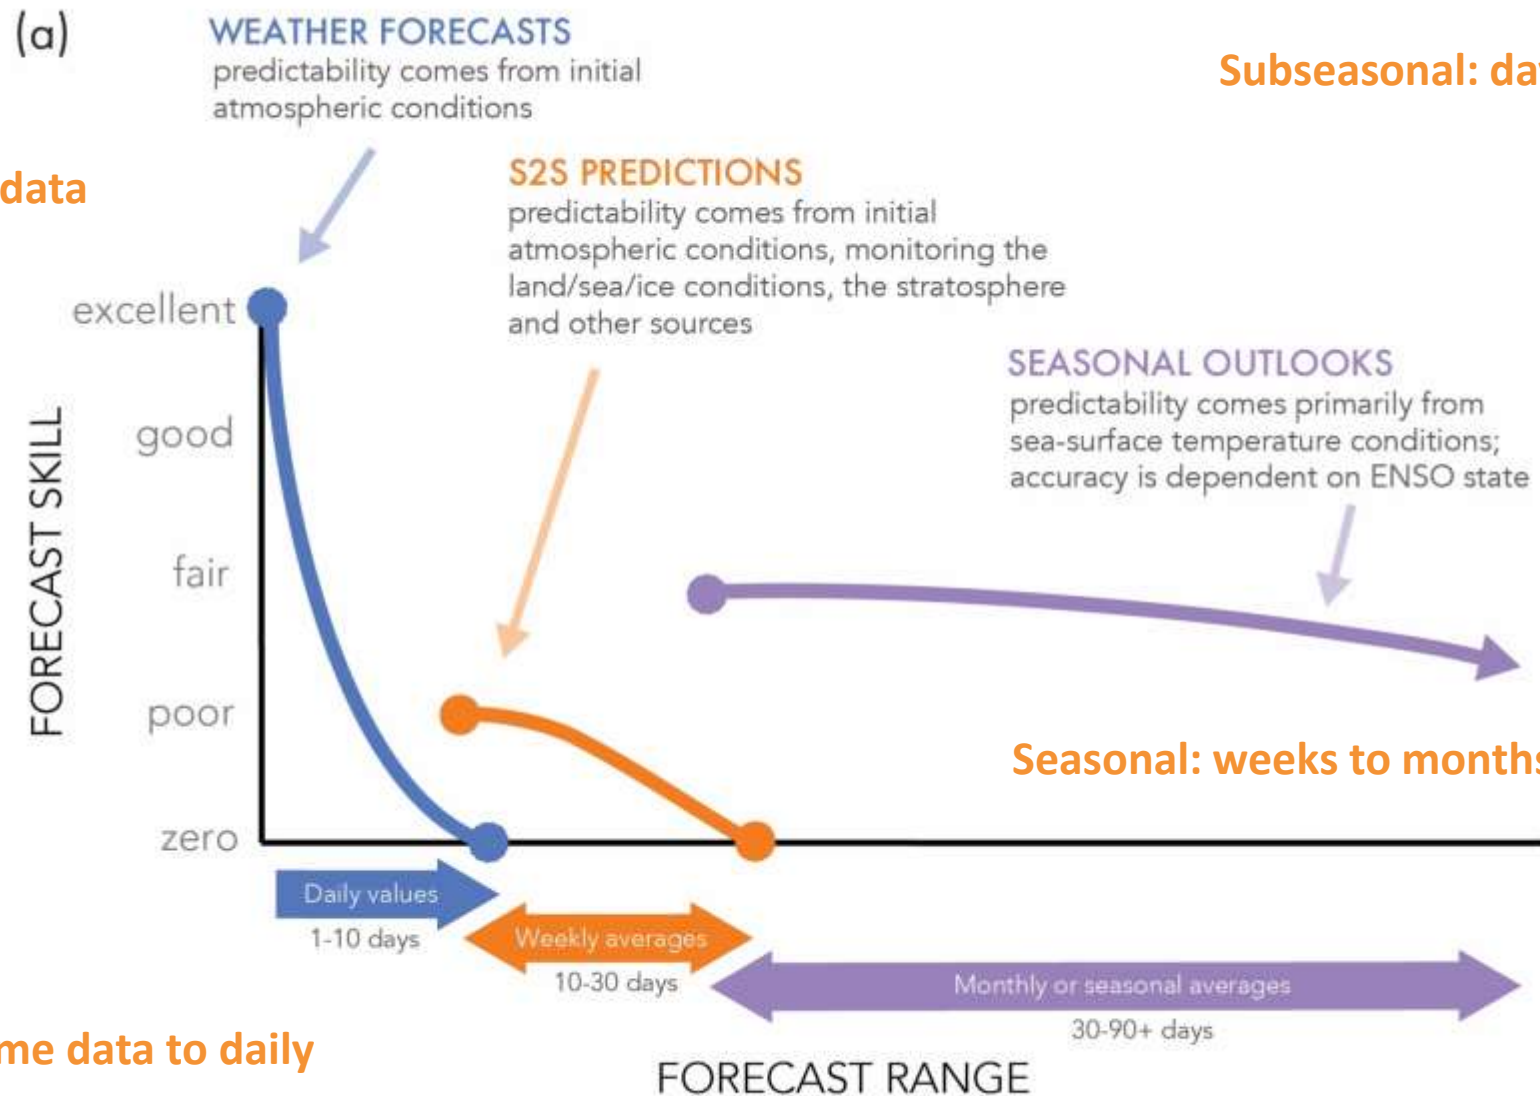 (a)
WEATHER FORECASTS
predictability comes from initial
atmospheric conditions
Subseasonal:
data
S2S PREDICTIONS
predictability comes from initial
atmospheric conditions, monitoring the
land/sea/ice conditions, the stratosphere
and other sources
SEASONAL OUTLOOKS
predictability comes primarily from
sea-surface temperature conditions;
accuracy is dependent on ENSO state
FORECAST SKILL
excellent
good
fair
poor
zero
Seasonal: weeks to months
Daily values
1-10 days
Weekly averages
10-30 days
Monthly or seasonal averages
30-90+ days
data to daily
FORECAST RANGE